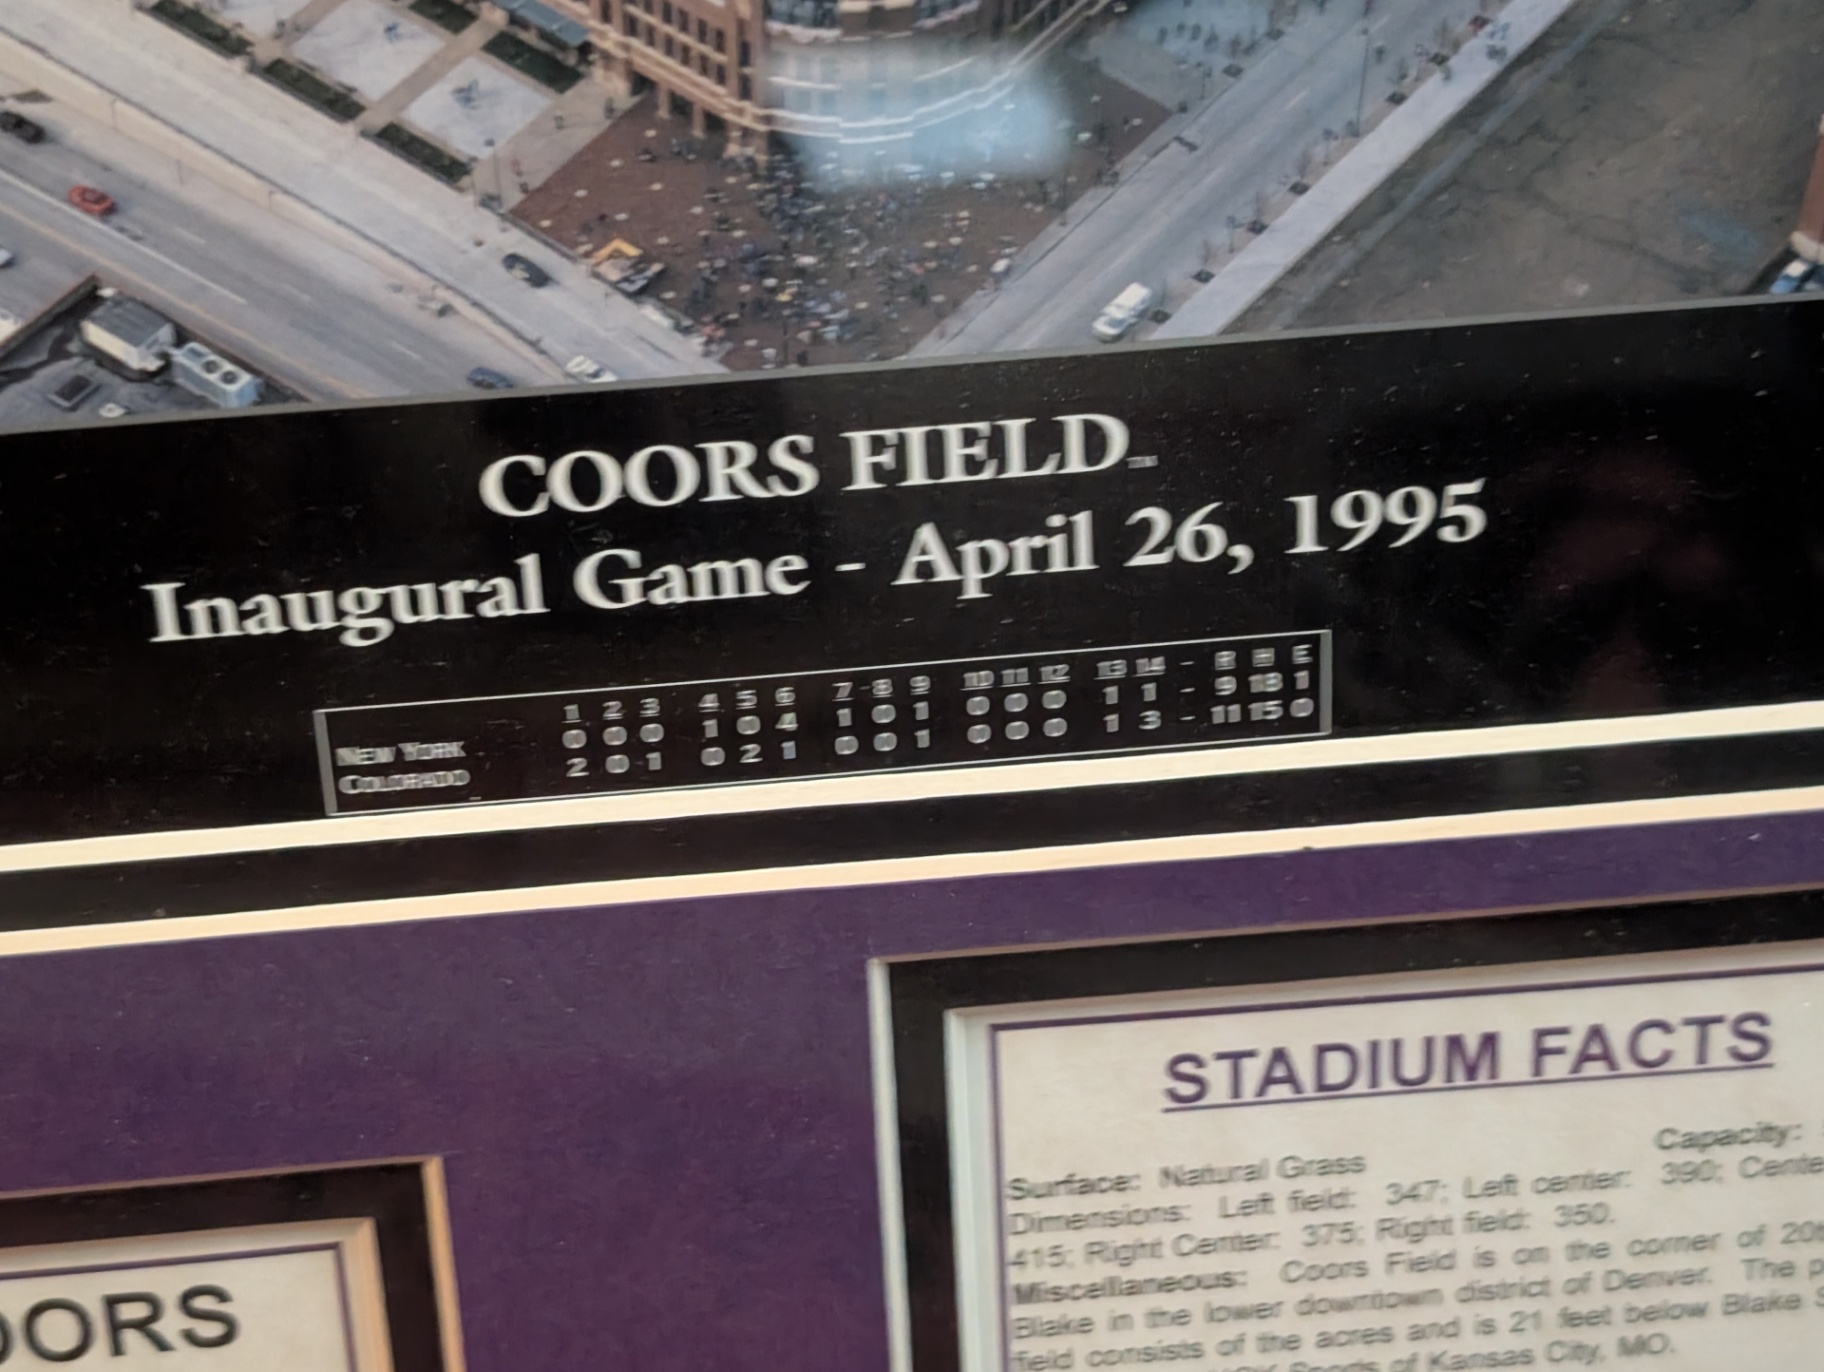 COORS FIELD™
Inaugural Game - April 26, 1995
1 2 3 4 5 6 7 8 9 10 11 12 13 14 - R H E
NEW YORK 0 0 0 1 0 4 1 0 1 0 0 0 1 1 - 9 13 1
COLORADO 2 0 1 0 2 1 0 0 1 0 0 0 1 3 - 11 15 0
STADIUM FACTS
Capacity:
Surface: Natural Grass
Dimensions: Left field: 347; Left center: 390; Cente
415; Right Center: 375; Right field: 350.
Miscellaneous: Coors Field is on the corner of 20t
Blake in the lower downtown district of Denver. The p
field consists of the acres and is 21 feet below Blake S
Sports of Kansas City, MO.
OORS